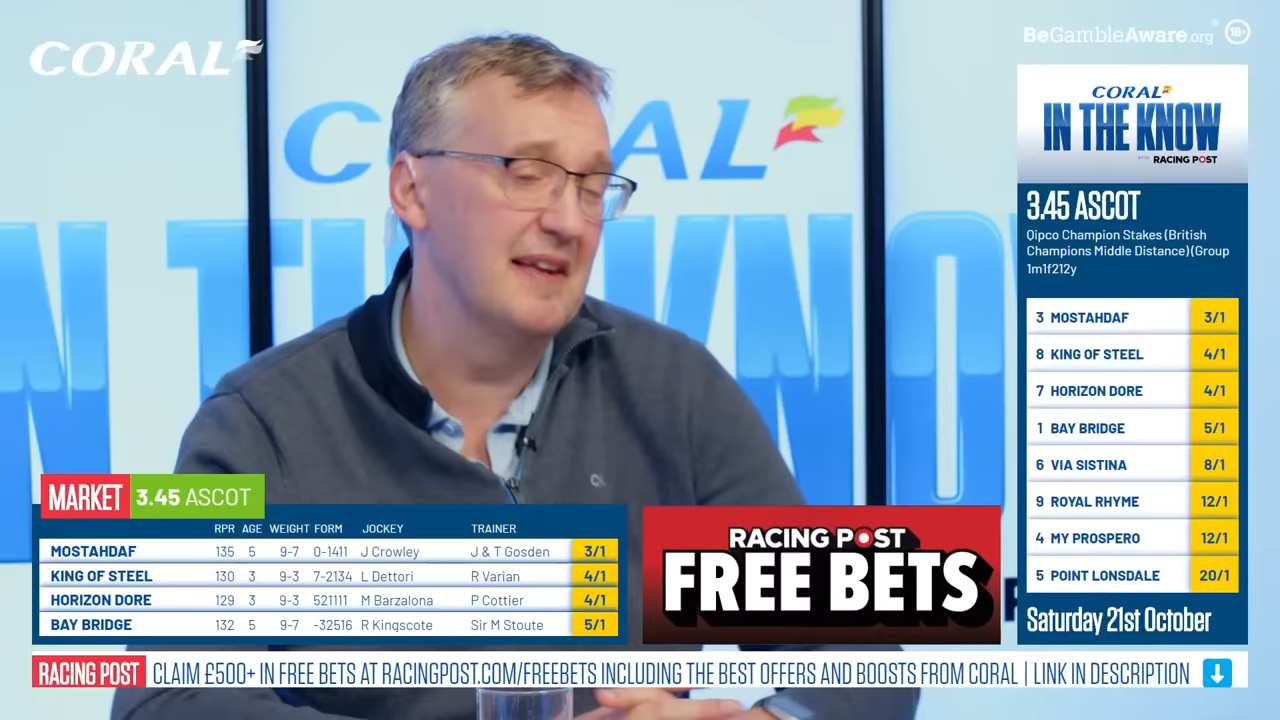 CORAL
BeGambleAware.org® 18+
CORAL
CORAL
IN THE KNOW
WITH RACING POST
3.45 ASCOT
Qipco Champion Stakes (British
Champions Middle Distance)(Group
1m1f212y
3 MOSTAHDAF 3/1
8 KING OF STEEL 4/1
7 HORIZON DORE 4/1
1 BAY BRIDGE 5/1
6 VIA SISTINA 8/1
9 ROYAL RHYME 12/1
4 MY PROSPERO 12/1
5 POINT LONSDALE 20/1
Saturday 21st October
MARKET 3.45 ASCOT
RPR AGE WEIGHT FORM JOCKEY TRAINER
MOSTAHDAF 135 5 9-7 0-1411 J Crowley J & T Gosden 3/1
KING OF STEEL 130 3 9-3 7-2134 L Dettori R Varian 4/1
HORIZON DORE 129 3 9-3 521111 M Barzalona P Cottier 4/1
BAY BRIDGE 132 5 9-7 -32516 R Kingscote Sir M Stoute 5/1
RACING POST
FREE BETS
RACING POST CLAIM £500+ IN FREE BETS AT RACINGPOST.COM/FREEBETS INCLUDING THE BEST OFFERS AND BOOSTS FROM CORAL | LINK IN DESCRIPTION